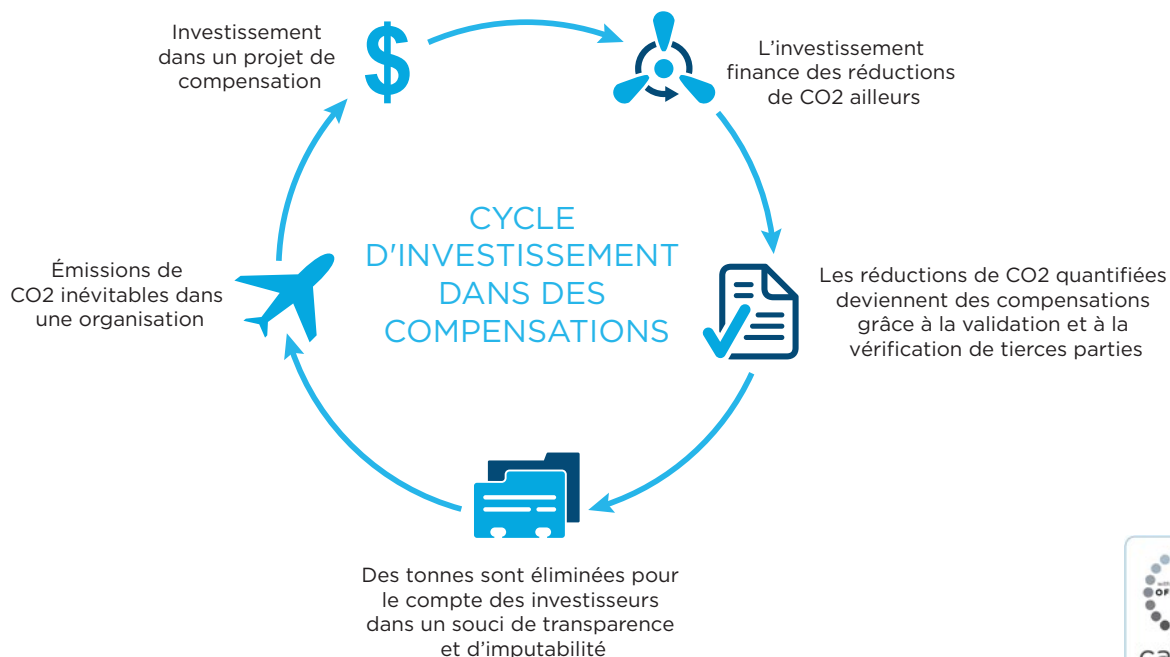 Investissement
dans un projet de
compensation
$
L’investissement
finance des réductions
de CO2 ailleurs
CYCLE
D'INVESTISSEMENT
DANS DES
COMPENSATIONS
Émissions de
CO2 inévitables dans
une organisation
Les réductions de CO2 quantifiées
deviennent des compensations
grâce à la validation et à la
vérification de tierces parties
Des tonnes sont éliminées pour
le compte des investisseurs
dans un souci de transparence
et d’imputabilité